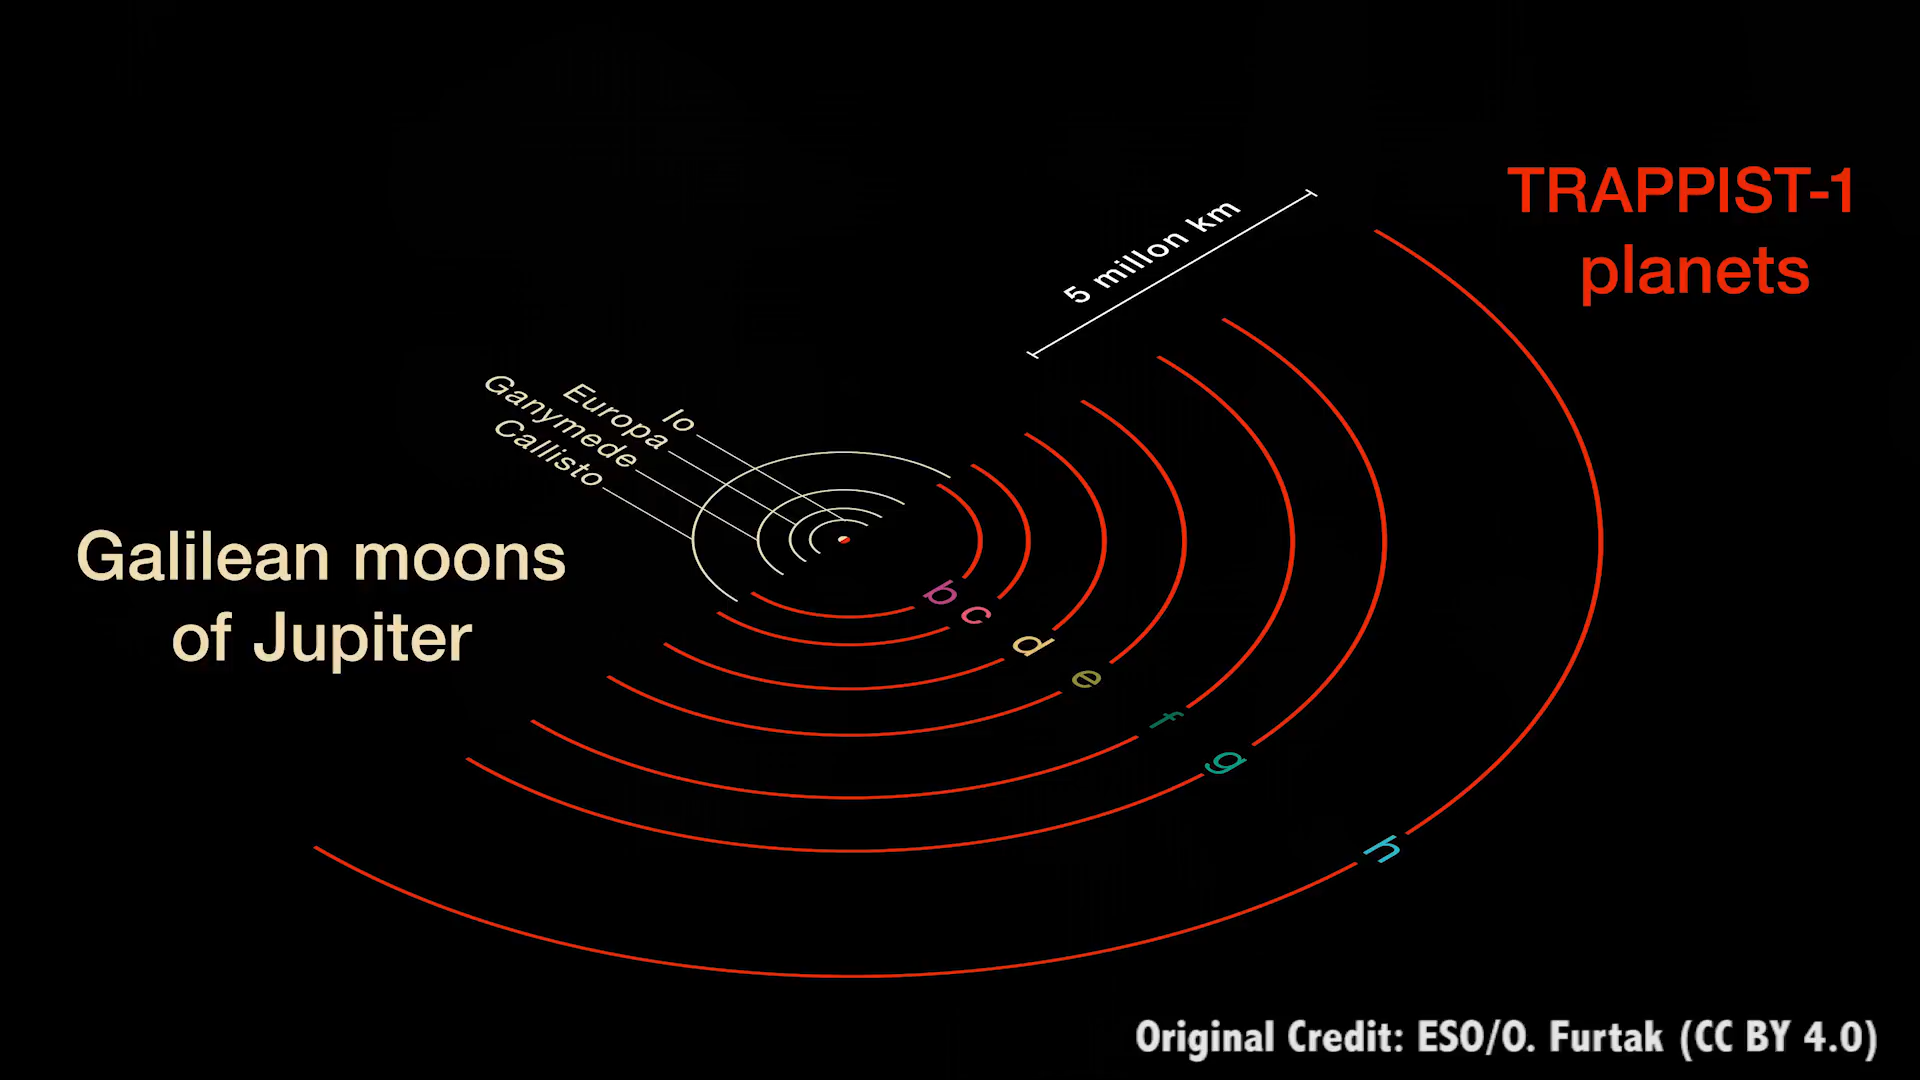 TRAPPIST-1
planets
5 millon km
Io
Europa
Ganymede
Callisto
Galilean moons
of Jupiter
b
c
d
e
f
g
h
Original Credit: ESO/O. Furtak (CC BY 4.0)